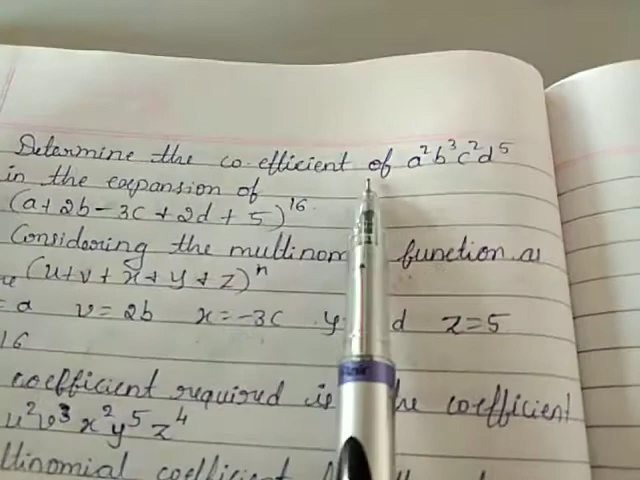 Determine the co-efficient of a²b³c²d⁵
in the expansion of
(a + 2b - 3c + 2d + 5)¹⁶
Considering the multinom function as
(u + v + x + y + z)ⁿ
= a v = 2b x = -3c y d z = 5
16
coefficient required is the coefficient
u²v³x²y⁵z⁴
coefficient